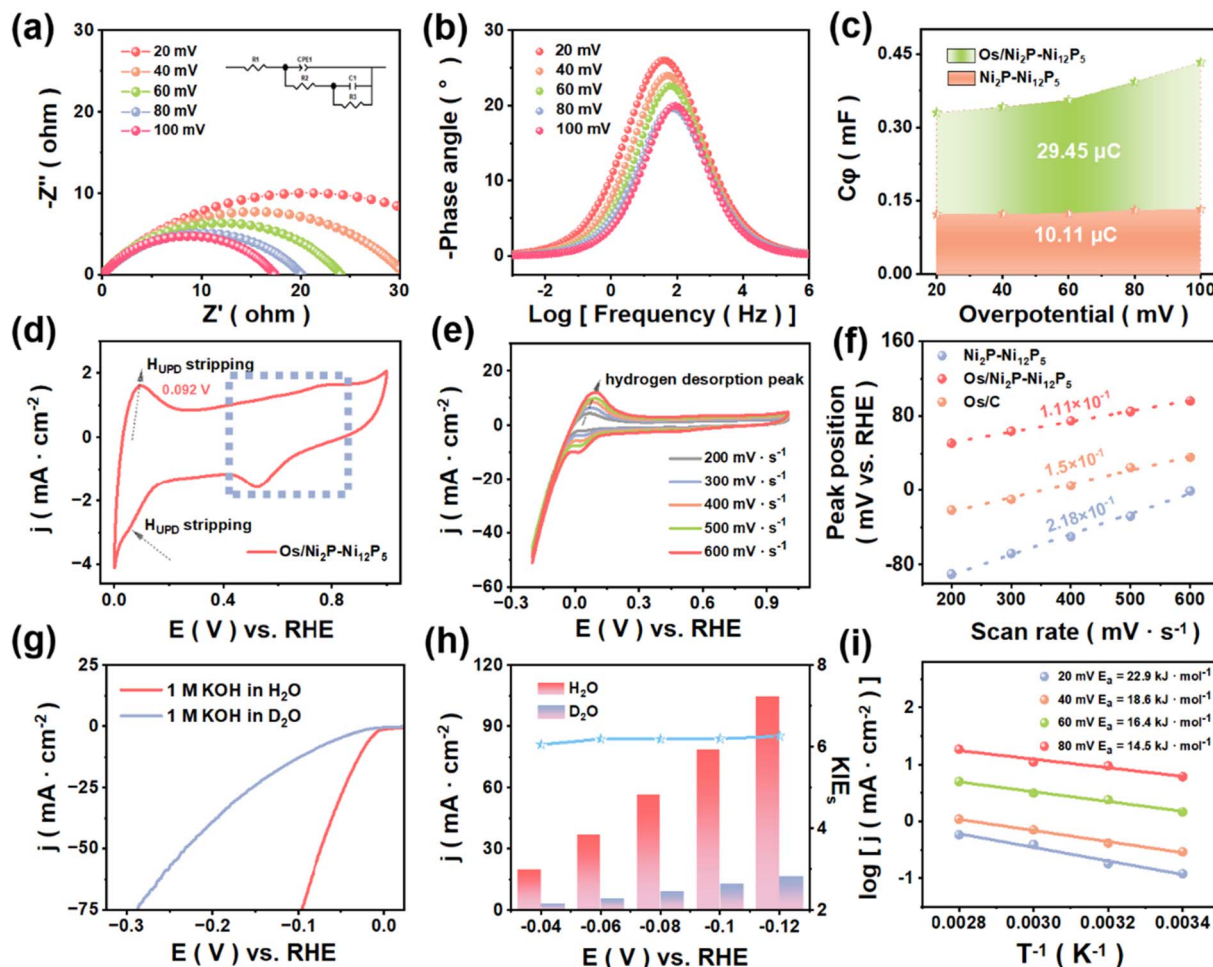 (a)
-Z'' ( ohm )
30
20
10
0
20 mV
40 mV
60 mV
80 mV
100 mV
R1
CPE1
R2
C1
R3
0 10 20 30
Z' ( ohm )
(b)
-Phase angle ( ° )
30
20
10
0
20 mV
40 mV
60 mV
80 mV
100 mV
-2 0 2 4 6
Log [ Frequency ( Hz) ]
(c)
Cφ ( mF )
0.45
0.30
0.15
0.00
Os/Ni₂P-Ni₁₂P₅
Ni₂P-Ni₁₂P₅
29.45 μC
10.11 μC
20 40 60 80 100
Overpotential ( mV )
(d)
j ( mA · cm⁻² )
2
0
−2
−4
H_UPD stripping
0.092 V
H_UPD stripping
Os/Ni₂P-Ni₁₂P₅
0.0 0.4 0.8
E ( V ) vs. RHE
(e)
j ( mA · cm⁻² )
20
0
−20
−40
−60
hydrogen desorption peak
200 mV · s⁻¹
300 mV · s⁻¹
400 mV · s⁻¹
500 mV · s⁻¹
600 mV · s⁻¹
−0.3 0.0 0.3 0.6 0.9
E ( V ) vs. RHE
(f)
Peak position
( mV vs. RHE)
160
80
0
-80
Ni₂P-Ni₁₂P₅
Os/Ni₂P-Ni₁₂P₅
Os/C
1.11×10⁻¹
1.5×10⁻¹
2.18×10⁻¹
200 300 400 500 600
Scan rate ( mV · s⁻¹ )
(g)
j ( mA · cm⁻² )
25
0
−25
−50
−75
1 M KOH in H₂O
1 M KOH in D₂O
−0.3 −0.2 −0.1 0.0
E ( V ) vs. RHE
(h)
j ( mA · cm⁻² )
120
90
60
30
0
H₂O
D₂O
8
6
4
2
KIEₛ
-0.04 -0.06 -0.08 -0.1 -0.12
E ( V ) vs. RHE
(i)
log [ j ( mA · cm⁻² ) ]
2
1
0
-1
20 mV Eₐ = 22.9 kJ · mol⁻¹
40 mV Eₐ = 18.6 kJ · mol⁻¹
60 mV Eₐ = 16.4 kJ · mol⁻¹
80 mV Eₐ = 14.5 kJ · mol⁻¹
0.0028 0.0030 0.0032 0.0034
T⁻¹ ( K⁻¹ )